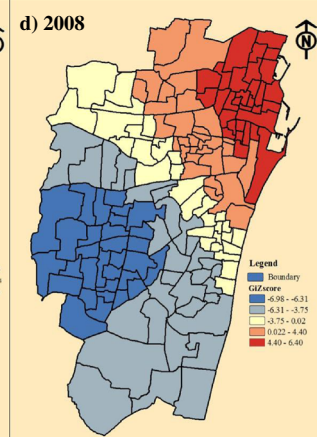 d) 2008
N
Legend
Boundary
GiZscore
-6.98 - -6.31
-6.31 - -3.75
-3.75 - 0.02
0.022 - 4.40
4.40 - 6.40